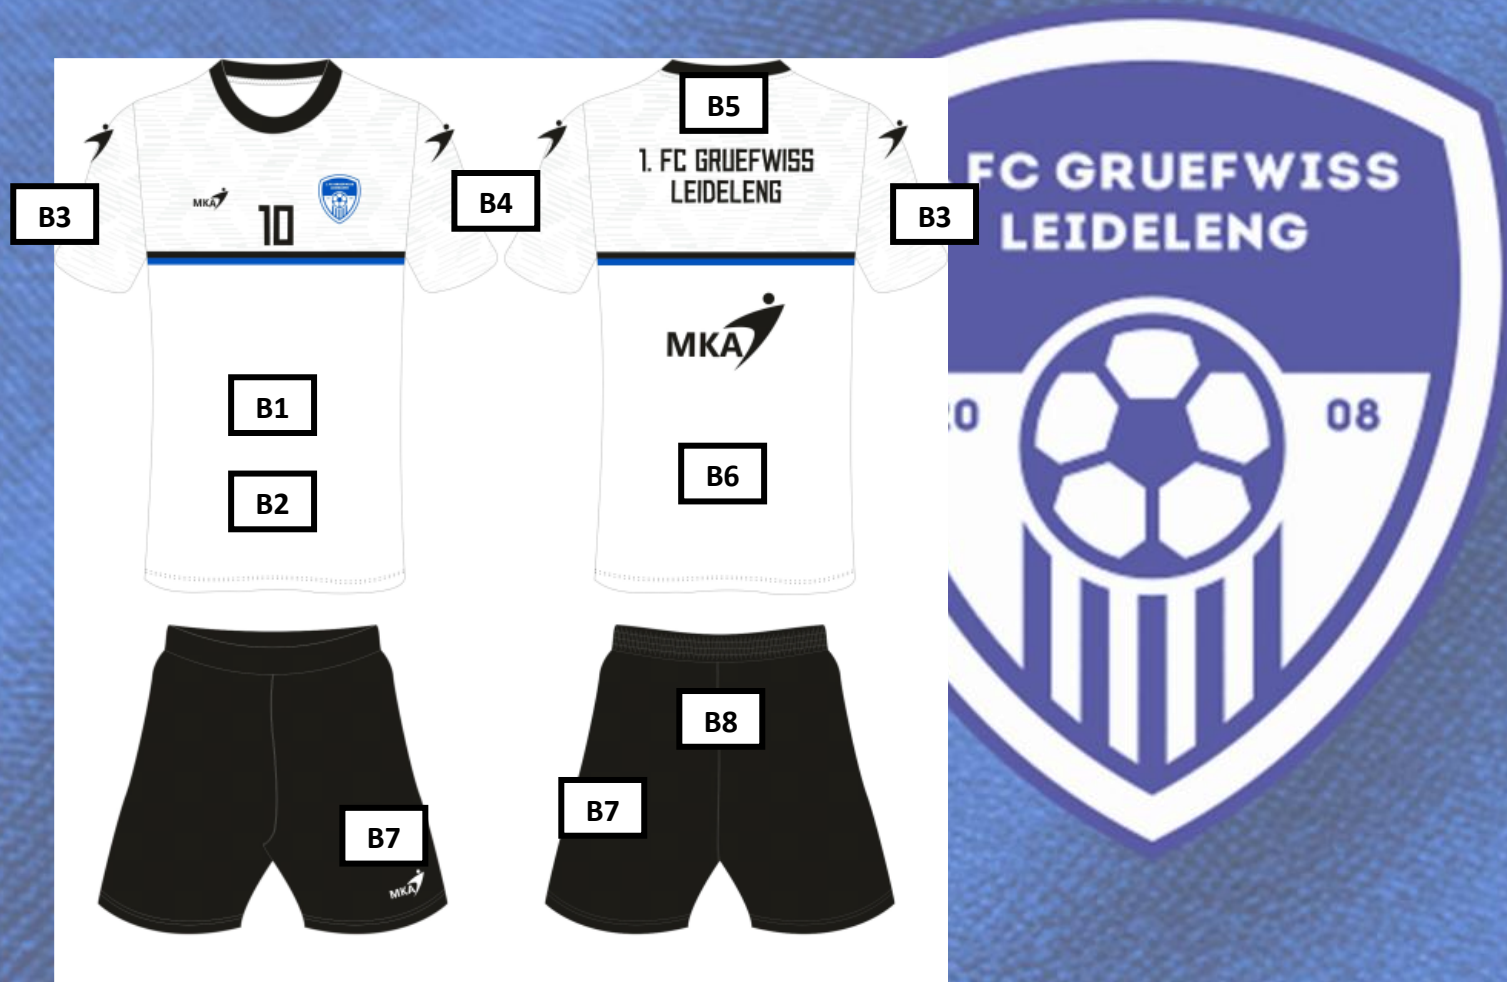 B5
1. FC GRUEFWISS
LEIDELENG
FC GRUEFWISS
LEIDELENG
B3
MKA
10
B4
B3
MKA
B1
B6
B2
20
08
B8
B7
B7
MKA